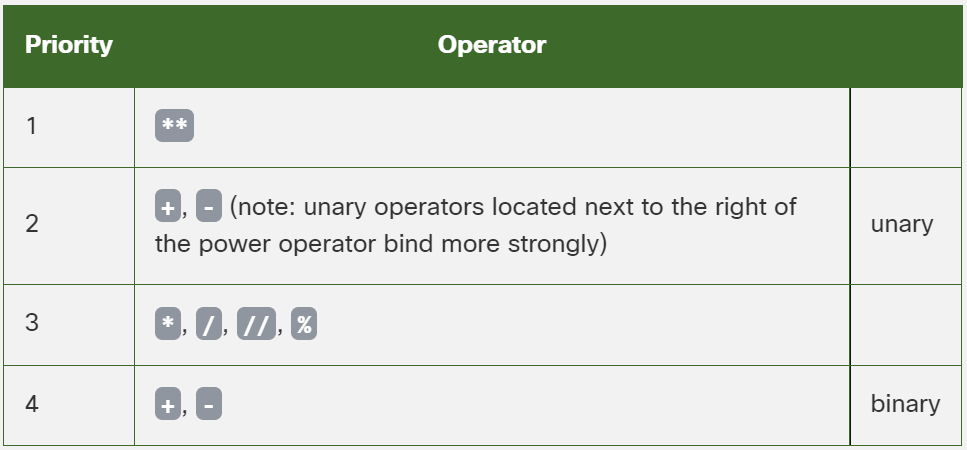 Priority Operator
1 **
2 +, - (note: unary operators located next to the right of
the power operator bind more strongly) unary
3 *, /, //, %
4 +, - binary